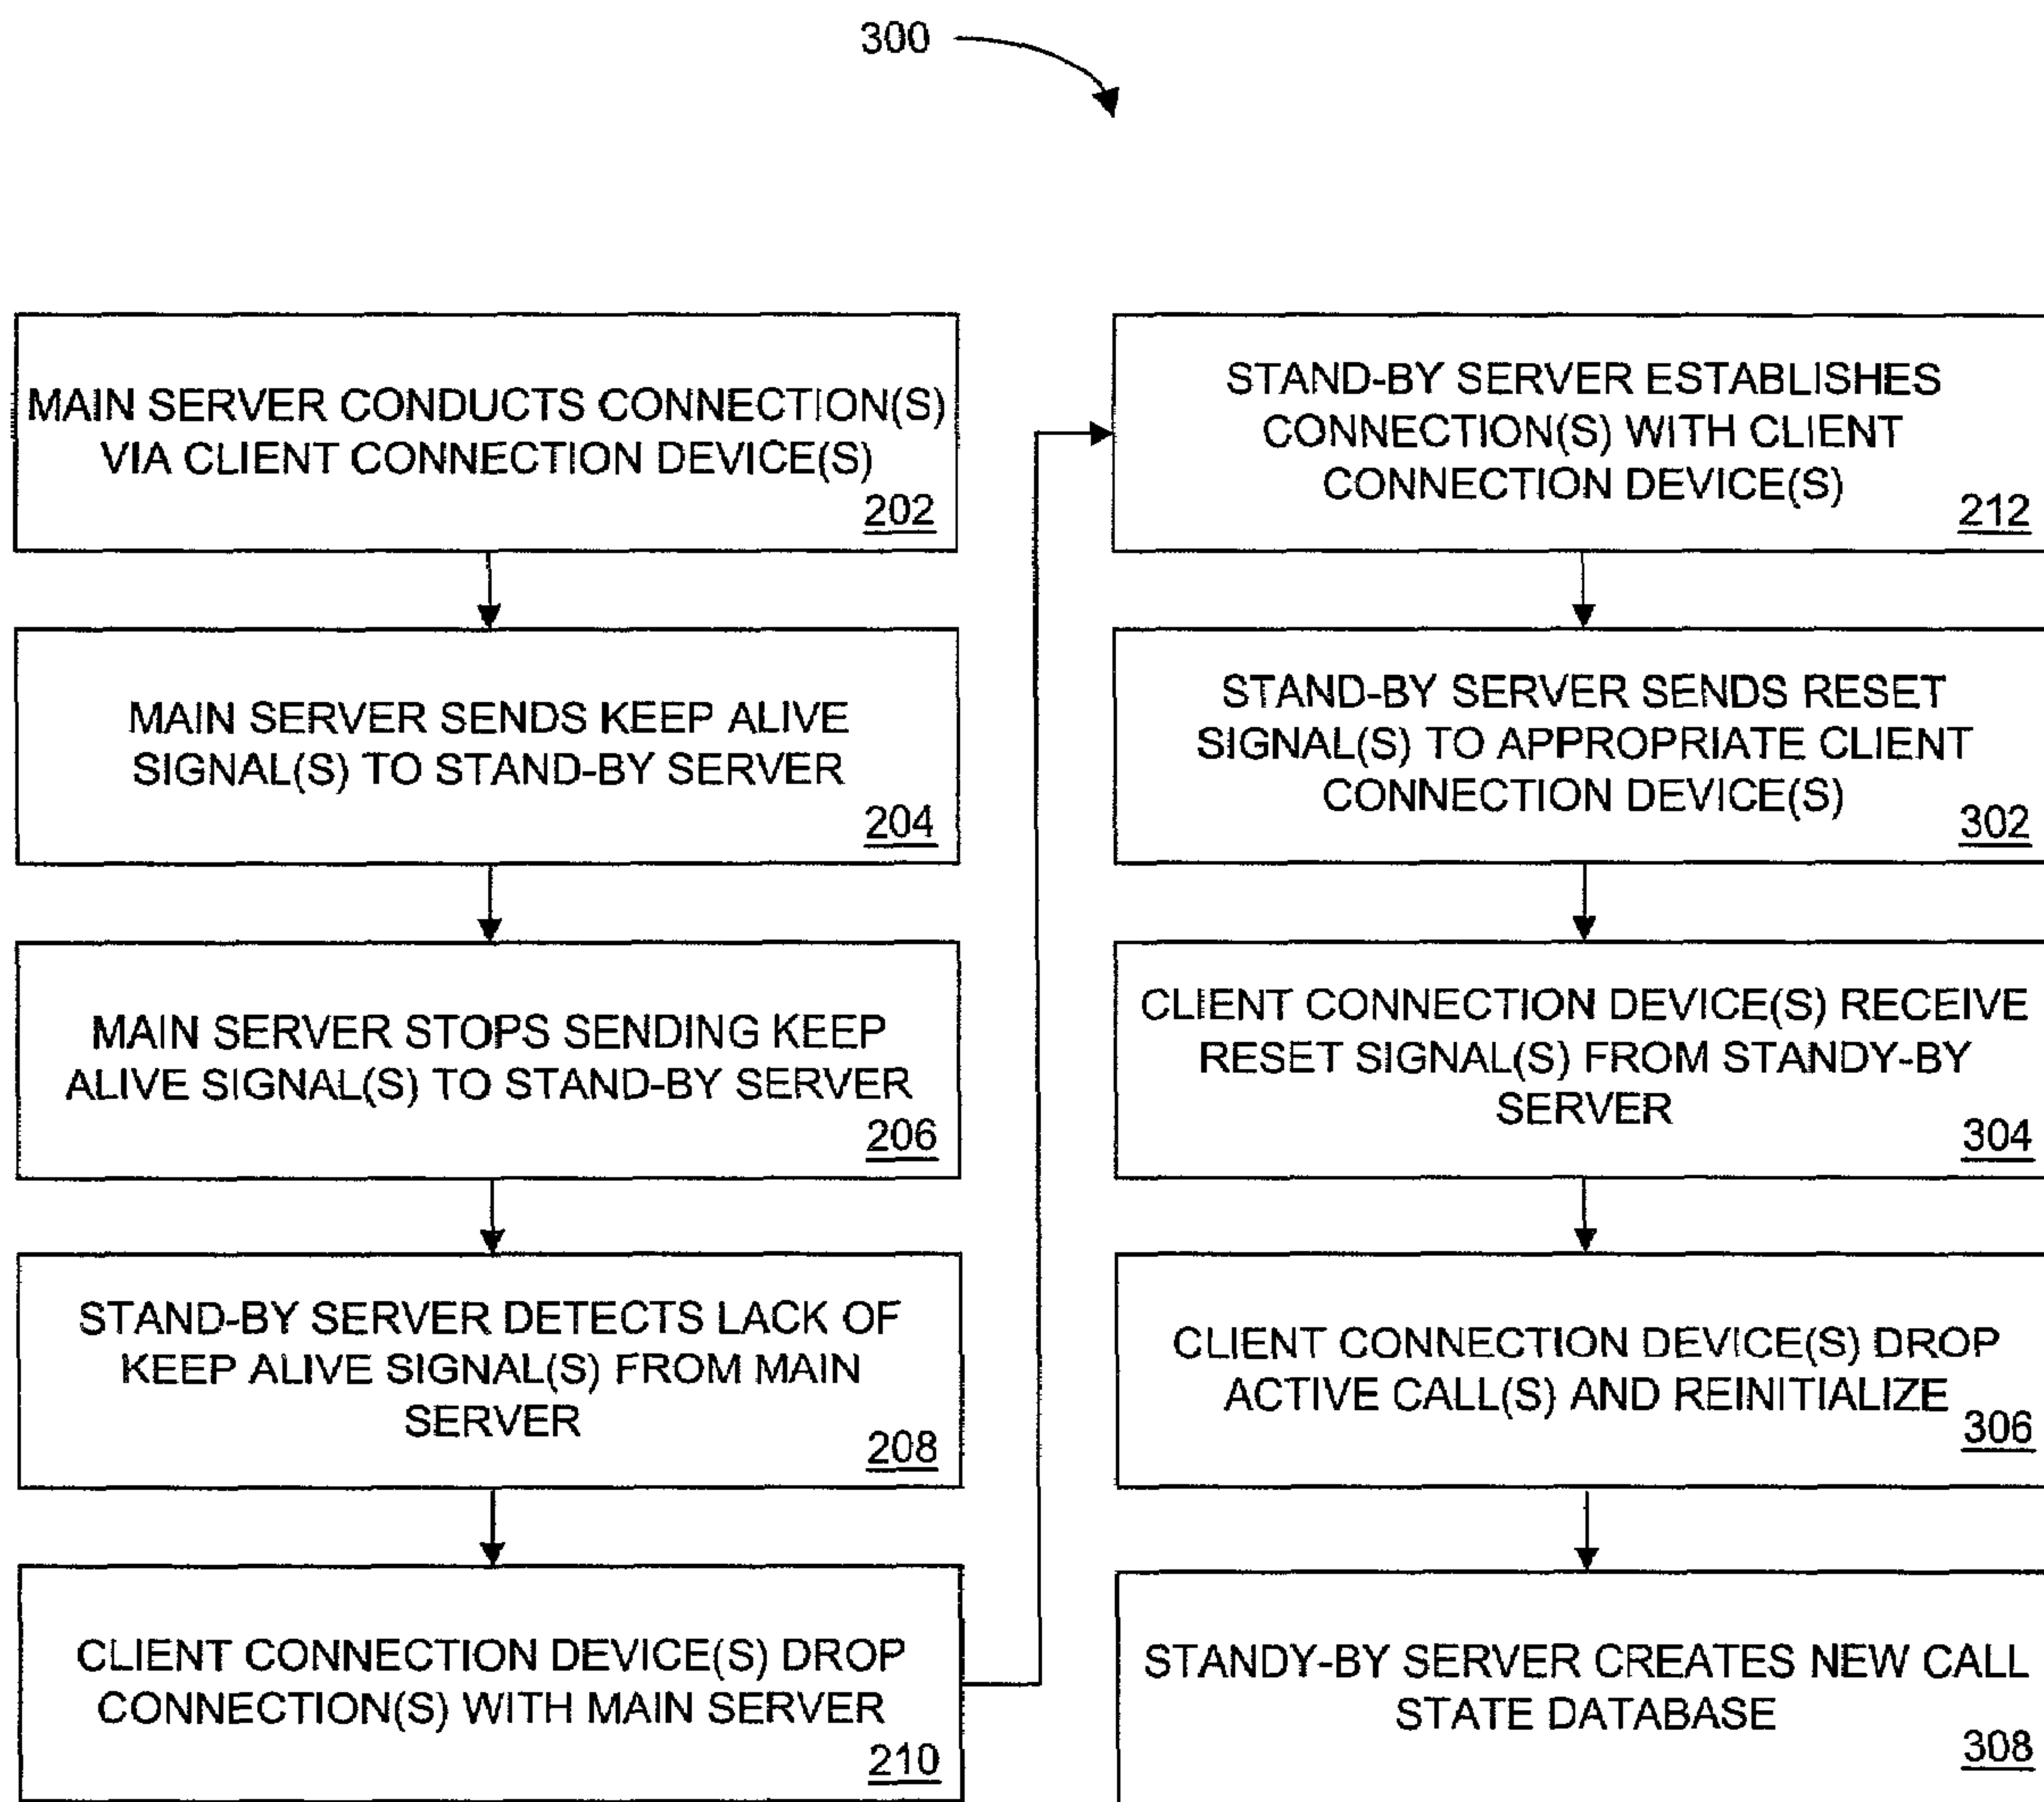 300
MAIN SERVER CONDUCTS CONNECTION(S)
VIA CLIENT CONNECTION DEVICE(S)
202
MAIN SERVER SENDS KEEP ALIVE
SIGNAL(S) TO STAND-BY SERVER
204
MAIN SERVER STOPS SENDING KEEP
ALIVE SIGNAL(S) TO STAND-BY SERVER
206
STAND-BY SERVER DETECTS LACK OF
KEEP ALIVE SIGNAL(S) FROM MAIN
SERVER
208
CLIENT CONNECTION DEVICE(S) DROP
CONNECTION(S) WITH MAIN SERVER
210
STAND-BY SERVER ESTABLISHES
CONNECTION(S) WITH CLIENT
CONNECTION DEVICE(S)
212
STAND-BY SERVER SENDS RESET
SIGNAL(S) TO APPROPRIATE CLIENT
CONNECTION DEVICE(S)
302
CLIENT CONNECTION DEVICE(S) RECEIVE
RESET SIGNAL(S) FROM STANDY-BY
SERVER
304
CLIENT CONNECTION DEVICE(S) DROP
ACTIVE CALL(S) AND REINITIALIZE
306
STANDY-BY SERVER CREATES NEW CALL
STATE DATABASE
308